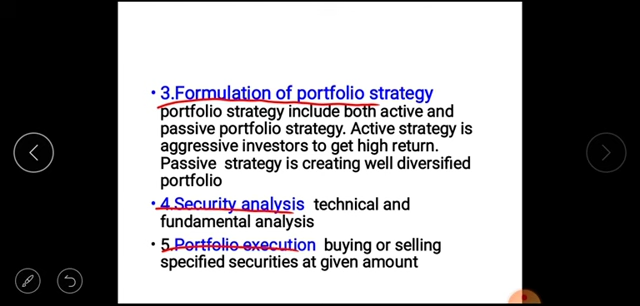 • 3.Formulation of portfolio strategy
portfolio strategy include both active and
passive portfolio strategy. Active strategy is
aggressive investors to get high return.
Passive strategy is creating well diversified
portfolio
• 4.Security analysis technical and
fundamental analysis
• 5.Portfolio execution buying or selling
specified securities at given amount